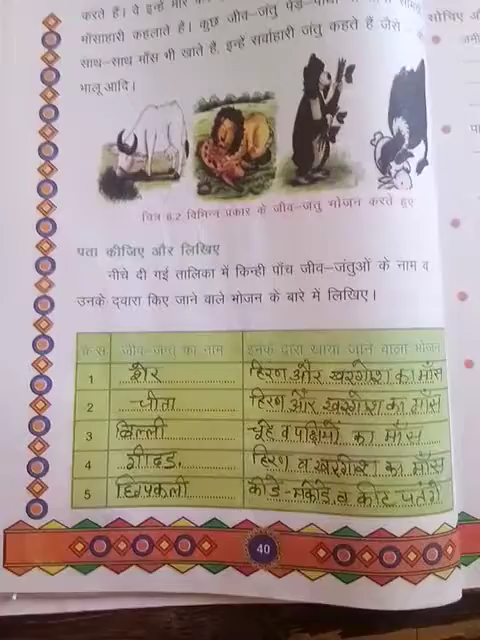 करते हैं। ये इन्हें मार कर
माँसाहारी कहलाते हैं। कुछ जीव–जंतु पेड़–पौधों
साथ–साथ माँस भी खाते हैं, इन्हें सर्वाहारी जंतु कहते हैं जैसे
भालू आदि।
चित्र 6.2 विभिन्न प्रकार के जीव–जंतु भोजन करते हुए
पता कीजिए और लिखिए
नीचे दी गई तालिका में किन्हीं पाँच जीव–जंतुओं के नाम व
उनके द्वारा किए जाने वाले भोजन के बारे में लिखिए।
क्र.स. जीव–जन्तु का नाम इनके द्वारा खाया जाने वाला भोजन
1 शेर हिरण और खरगोश का माँस
2 चीता हिरण और खरगोश का माँस
3 बिल्ली चूहे व पक्षियों का माँस
4 गीदड़ हिरण व खरगोश का माँस
5 छिपकली कीड़े-मकोड़े व कीट पतंगे
40
सोचिए